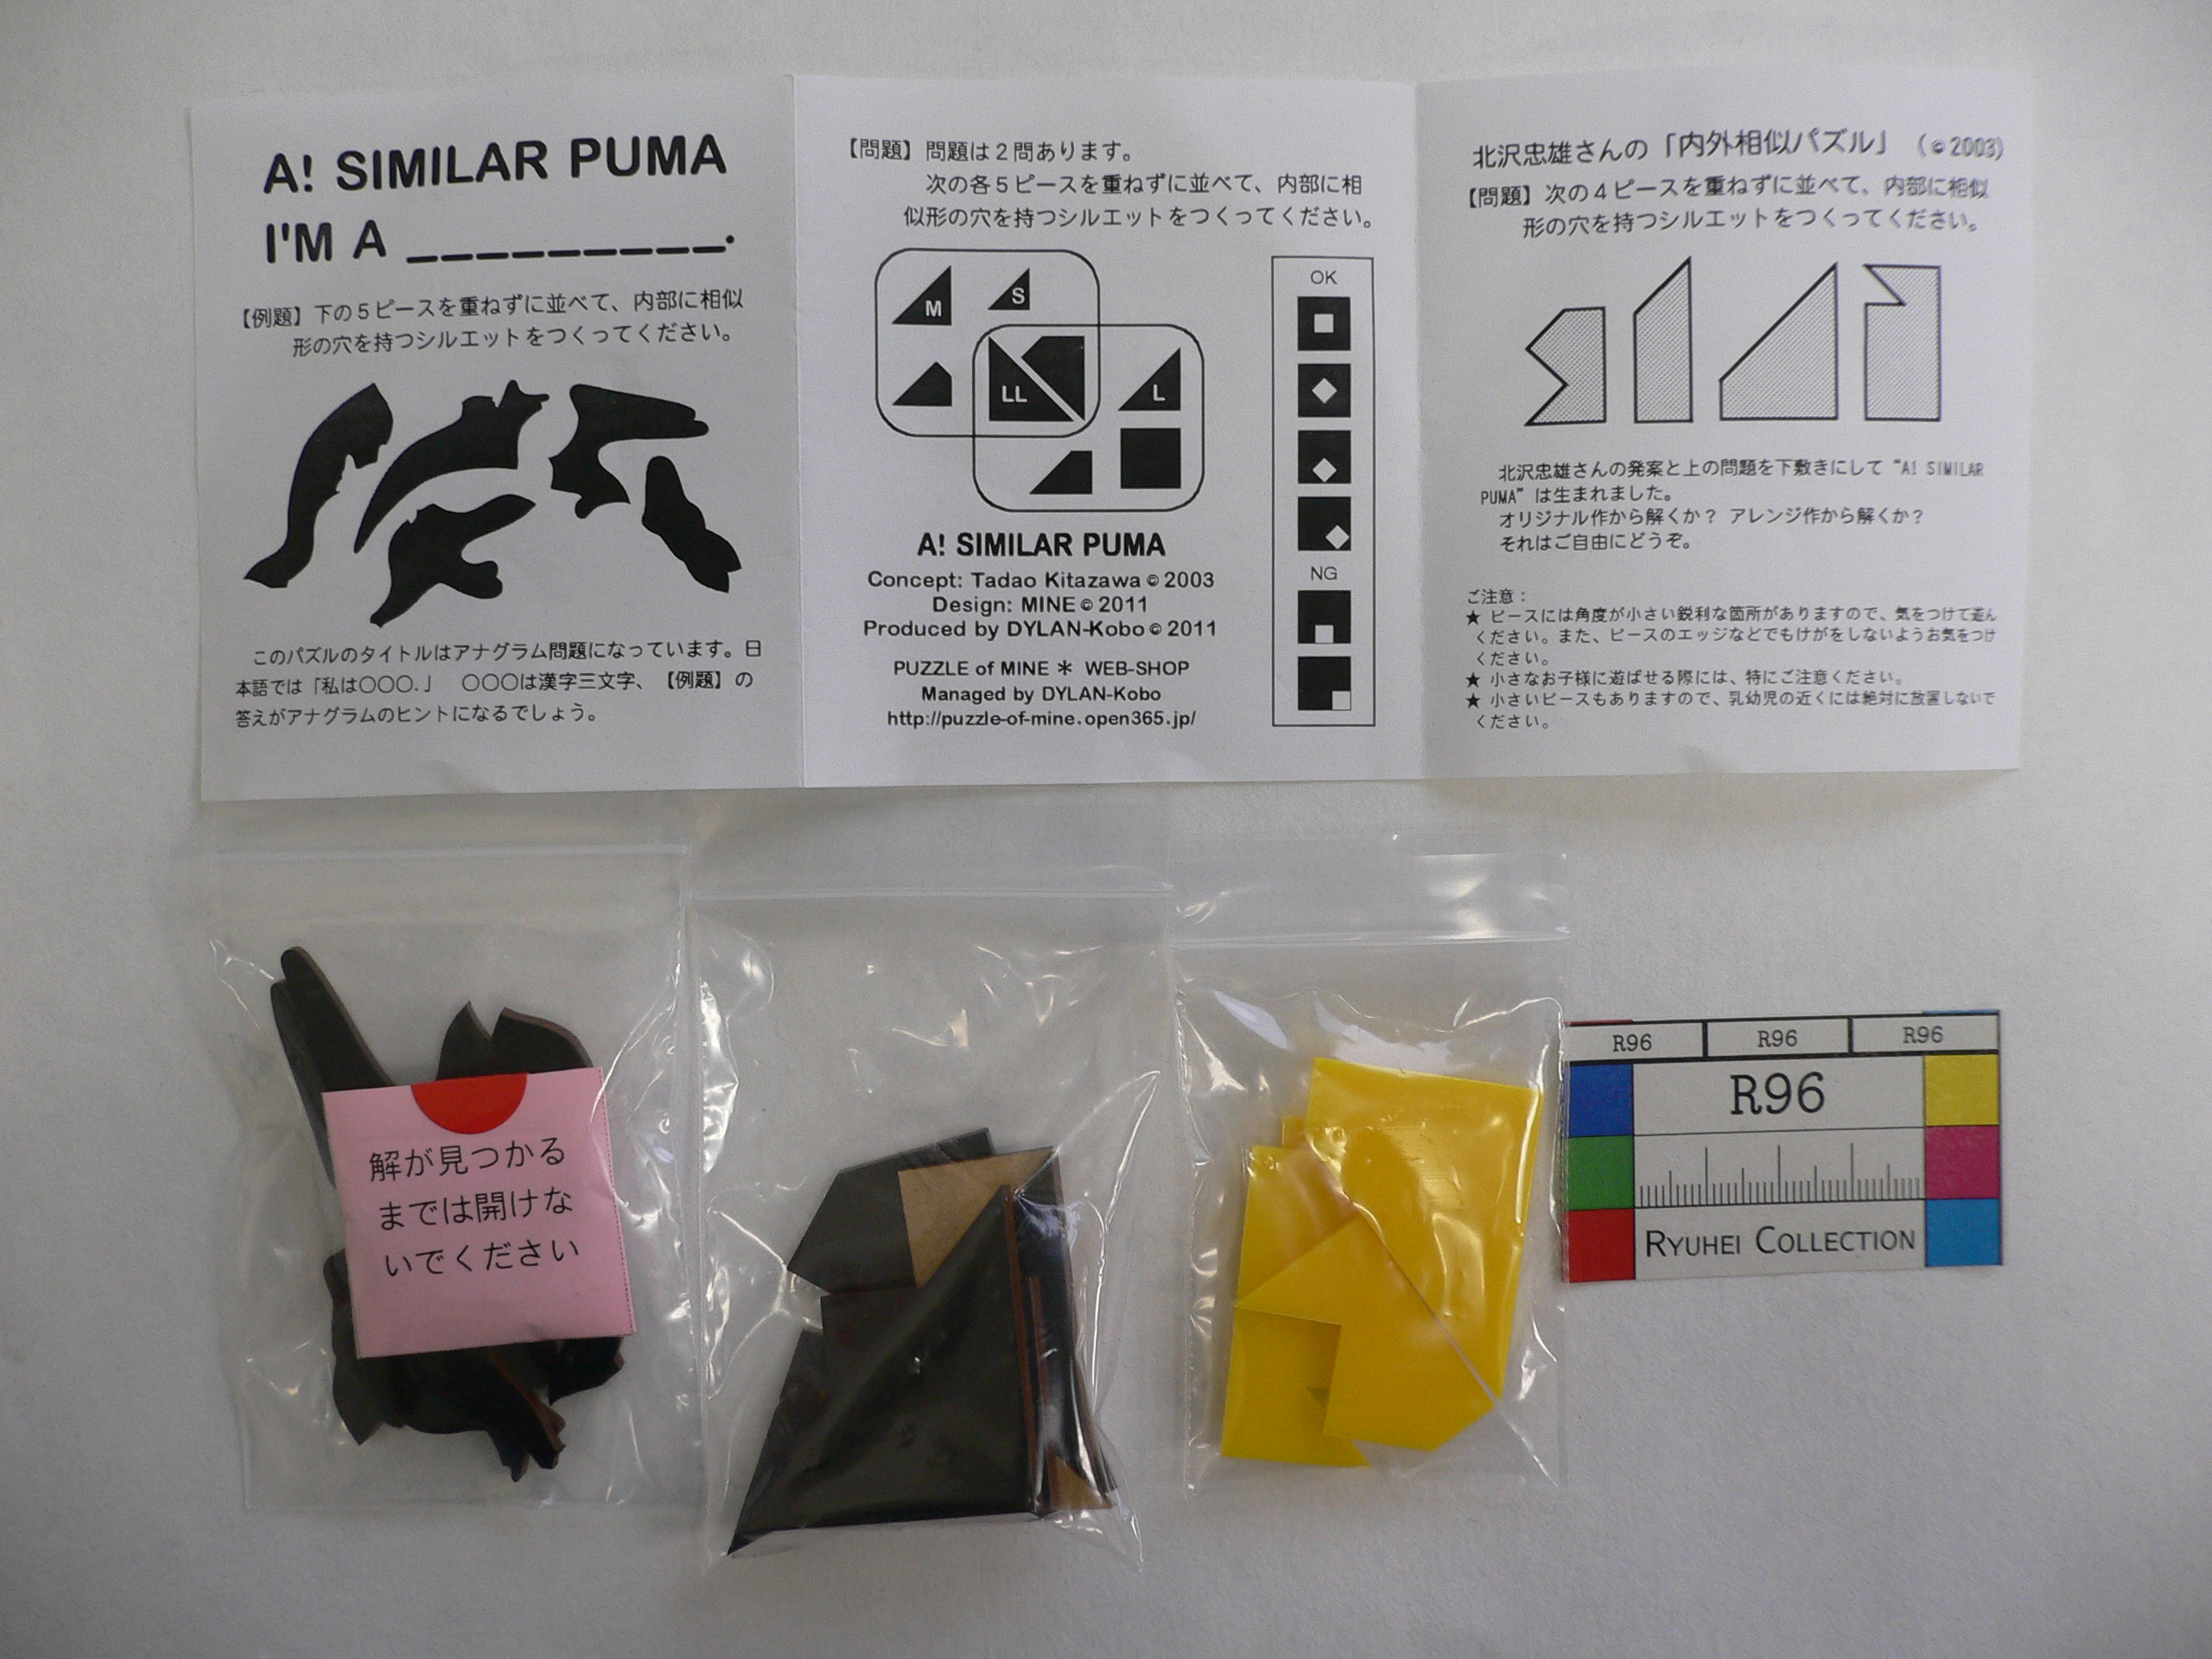 A! SIMILAR PUMA
I'M A _ _ _ _ _ _ _ _ _.
【例題】下の5ピースを重ねずに並べて、内部に相似
形の穴を持つシルエットをつくってください。
このパズルのタイトルはアナグラム問題になっています。日
本語では「私は〇〇〇.」 〇〇〇は漢字三文字、【例題】の
答えがアナグラムのヒントになるでしょう。
【問題】問題は2問あります。
次の各5ピースを重ねずに並べて、内部に相
似形の穴を持つシルエットをつくってください。
M
S
LL
L
OK
NG
A! SIMILAR PUMA
Concept: Tadao Kitazawa © 2003
Design: MINE © 2011
Produced by DYLAN-Kobo © 2011
PUZZLE of MINE ＊ WEB-SHOP
Managed by DYLAN-Kobo
http://puzzle-of-mine.open365.jp/
北沢忠雄さんの「内外相似パズル」（©2003）
【問題】次の4ピースを重ねずに並べて、内部に相似
形の穴を持つシルエットをつくってください。
北沢忠雄さんの発案と上の問題を下敷きにして“A! SIMILAR
PUMA”は生まれました。
オリジナル作から解くか？ アレンジ作から解くか？
それはご自由にどうぞ。
ご注意：
★ ピースには角度が小さい鋭利な箇所がありますので、気をつけて遊ん
ください。また、ピースのエッジなどでもけがをしないようお気をつけ
ください。
★ 小さなお子様に遊ばせる際には、特にご注意ください。
★ 小さいピースもありますので、乳幼児の近くには絶対に放置しないで
ください。
解が見つかる
までは開けな
いでください
R96
R96
R96
R96
RYUHEI COLLECTION